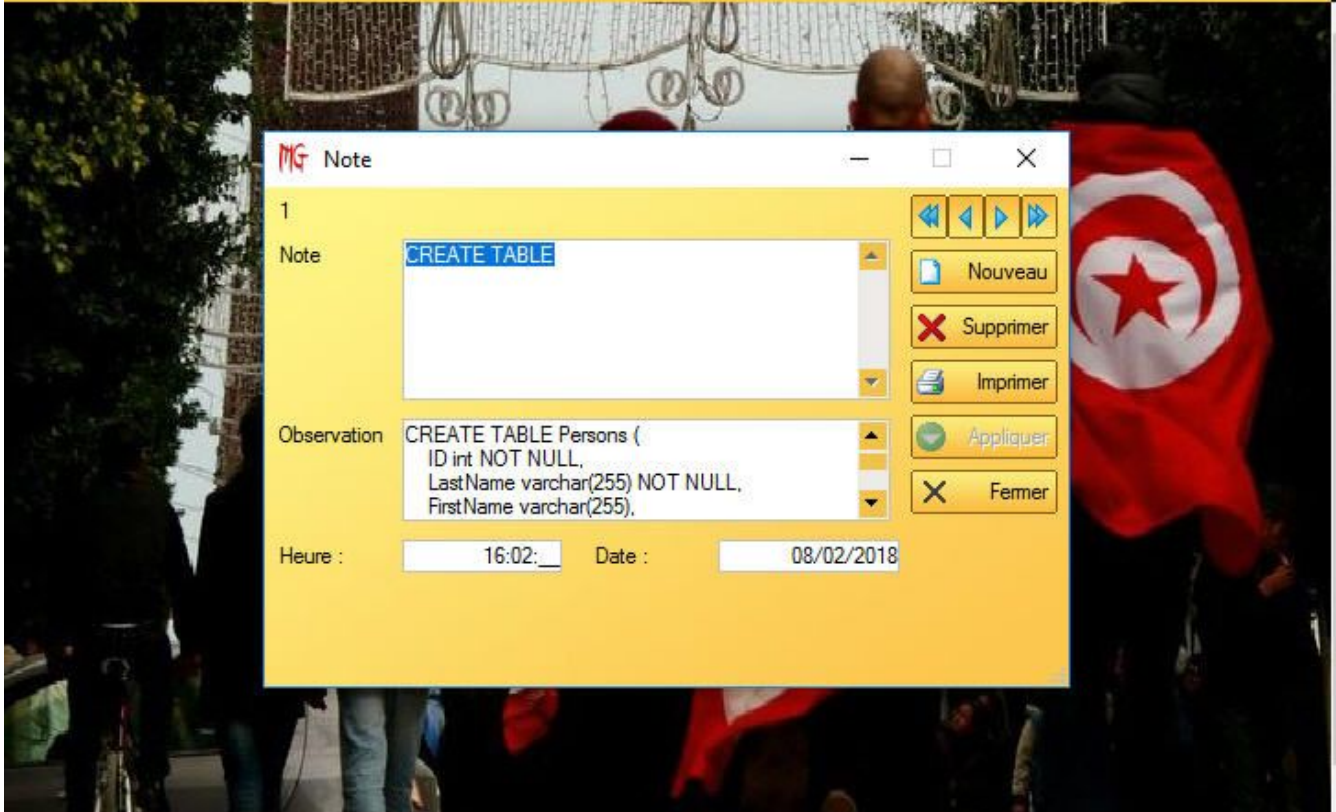 MG Note
1
Note
CREATE TABLE
Nouveau
Supprimer
Imprimer
Observation
CREATE TABLE Persons (
ID int NOT NULL,
LastName varchar(255) NOT NULL,
FirstName varchar(255),
Appliquer
Fermer
Heure :
16:02:__
Date :
08/02/2018